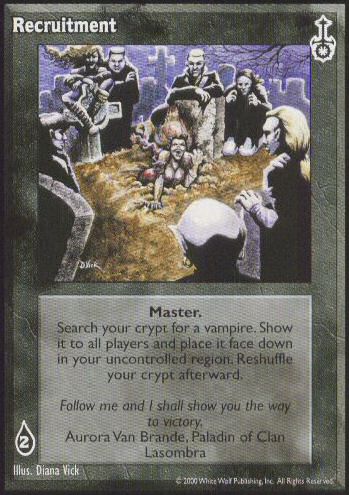 Recruitment
D.Vick
Master.
Search your crypt for a vampire. Show
it to all players and place it face down
in your uncontrolled region. Reshuffle
your crypt afterward.
Follow me and I shall show you the way
to victory.
Aurora Van Brande, Paladin of Clan
Lasombra
2
Illus. Diana Vick
© 2000 White Wolf Publishing, Inc. All Rights Reserved.